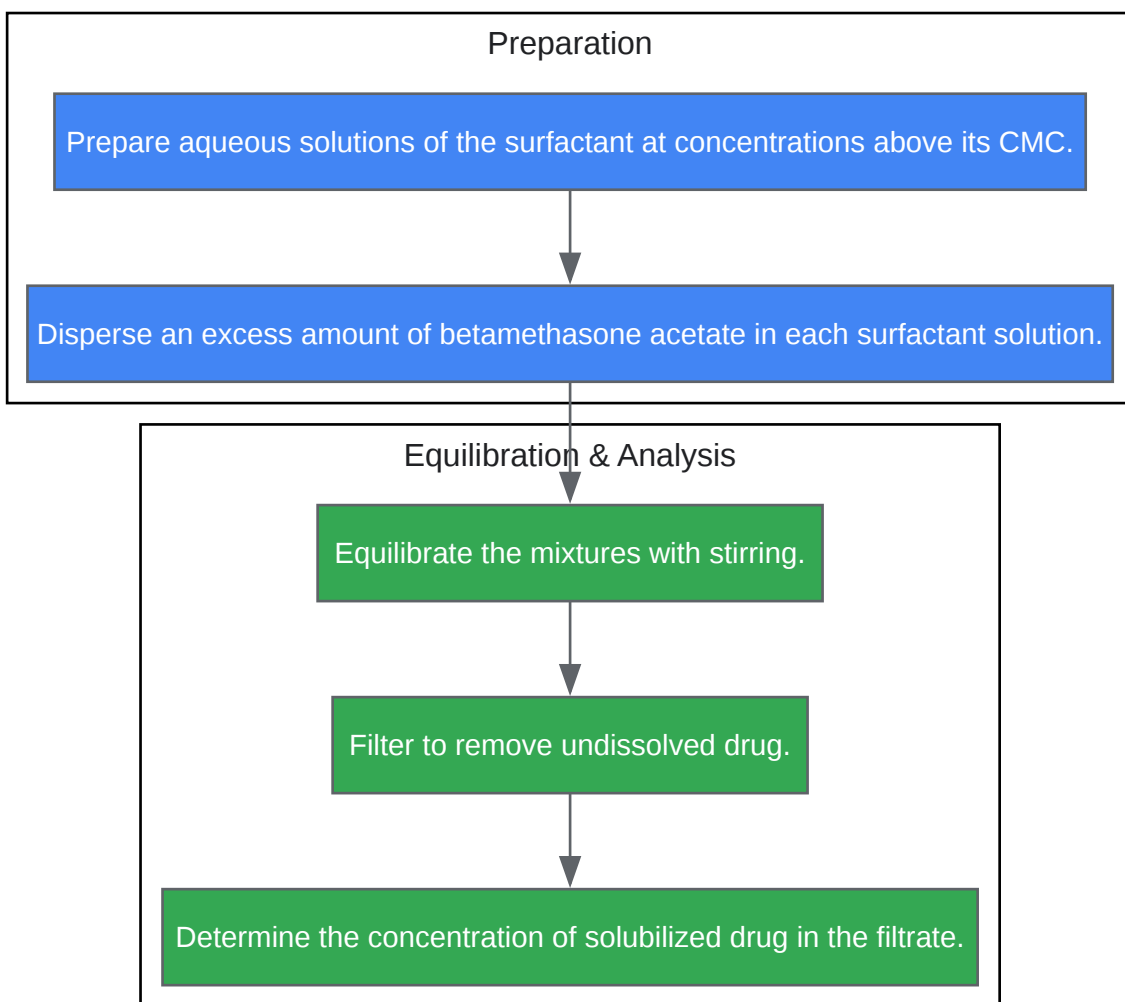 Preparation
Prepare aqueous solutions of the surfactant at concentrations above its CMC.
Disperse an excess amount of betamethasone acetate in each surfactant solution.
Equilibration & Analysis
Equilibrate the mixtures with stirring.
Filter to remove undissolved drug.
Determine the concentration of solubilized drug in the filtrate.